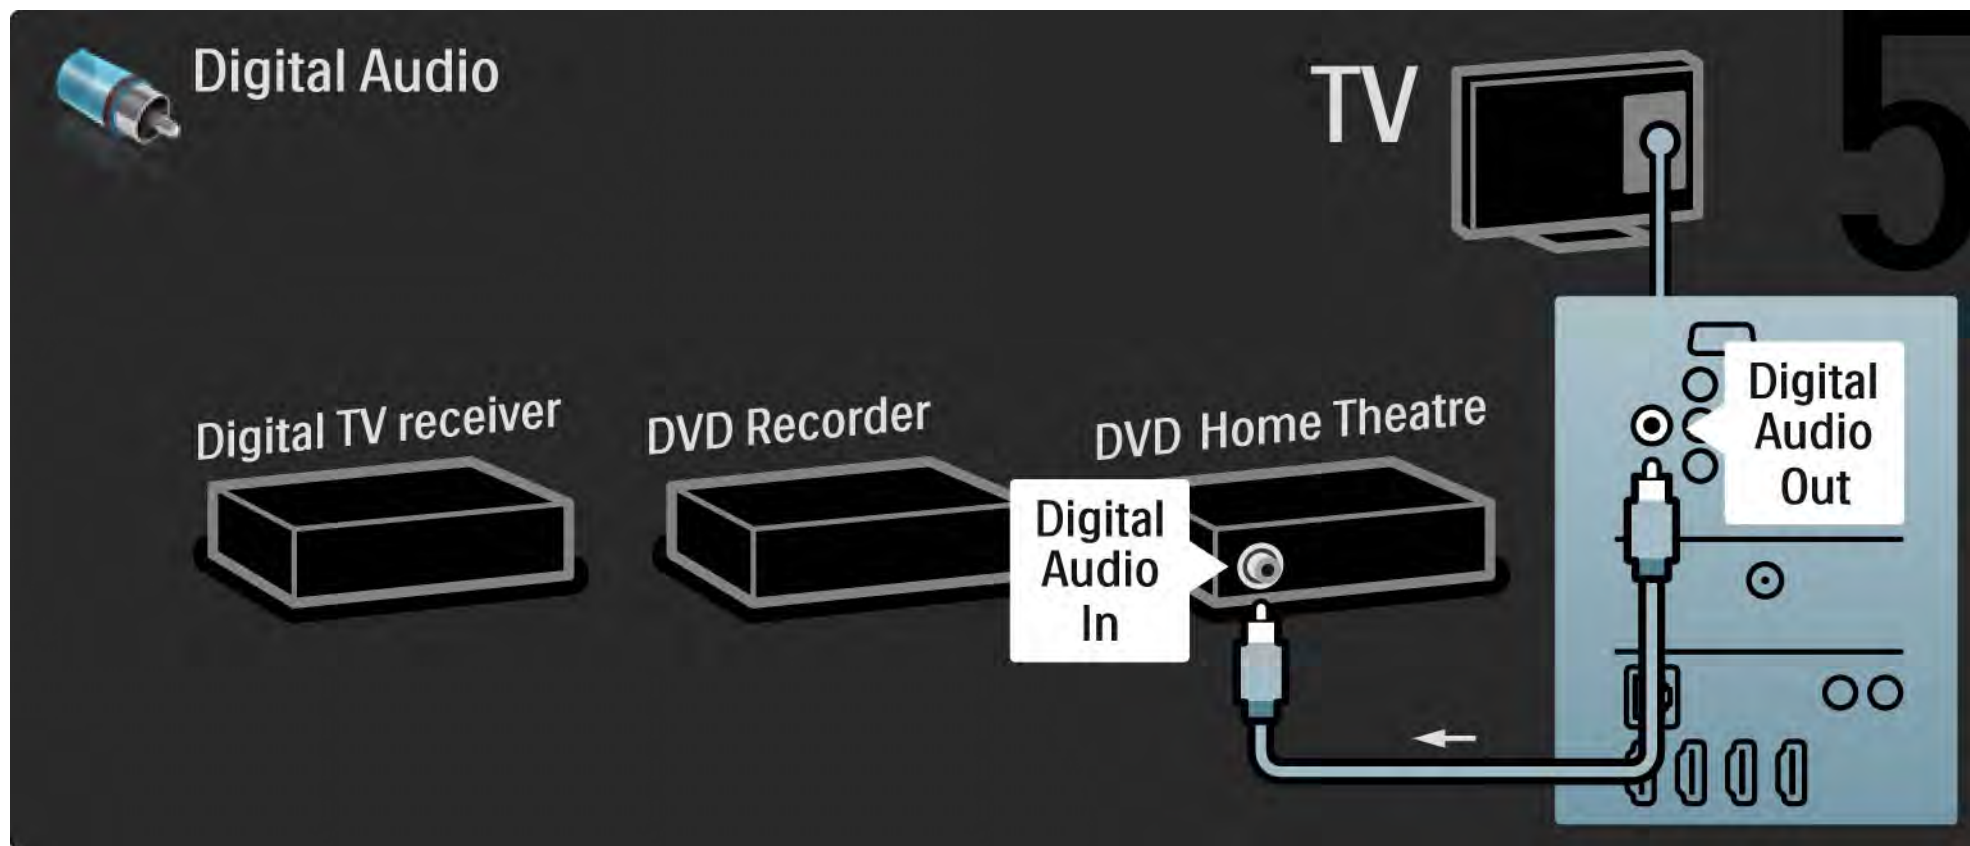 Digital Audio
TV
5
Digital TV receiver
DVD Recorder
DVD Home Theatre
Digital
Audio
In
Digital
Audio
Out